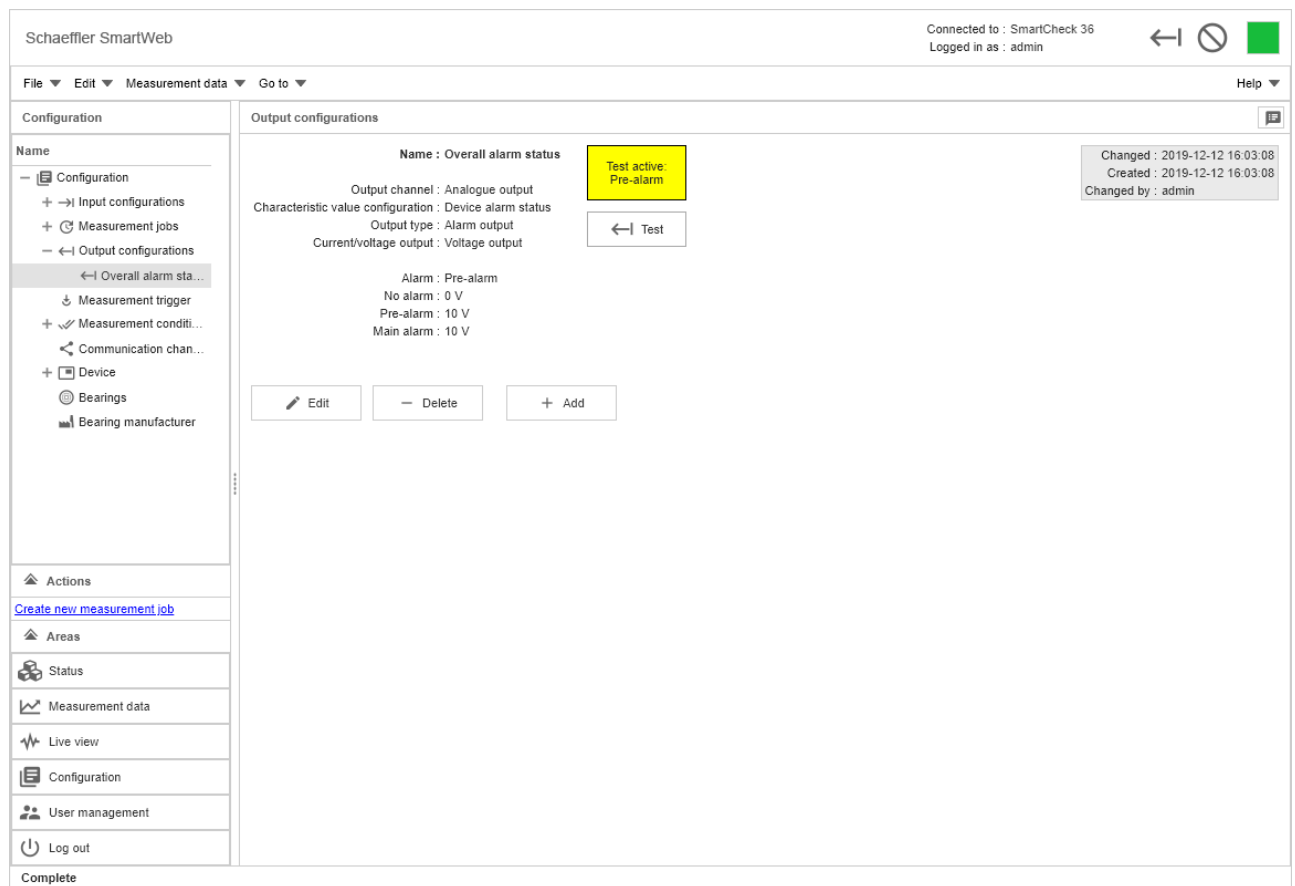 Schaeffler SmartWeb
Connected to : SmartCheck 36
Logged in as : admin
File Edit Measurement data Go to Help
Configuration
Name
Configuration
Input configurations
Measurement jobs
Output configurations
Overall alarm sta...
Measurement trigger
Measurement conditi...
Communication chan...
Device
Bearings
Bearing manufacturer
Actions
Create new measurement job
Areas
Status
Measurement data
Live view
Configuration
User management
Log out
Output configurations
Name : Overall alarm status
Output channel : Analogue output
Characteristic value configuration : Device alarm status
Output type : Alarm output
Current/voltage output : Voltage output
Alarm : Pre-alarm
No alarm : 0 V
Pre-alarm : 10 V
Main alarm : 10 V
Test active:
Pre-alarm
Test
Changed : 2019-12-12 16:03:08
Created : 2019-12-12 16:03:08
Changed by : admin
Edit Delete Add
Complete